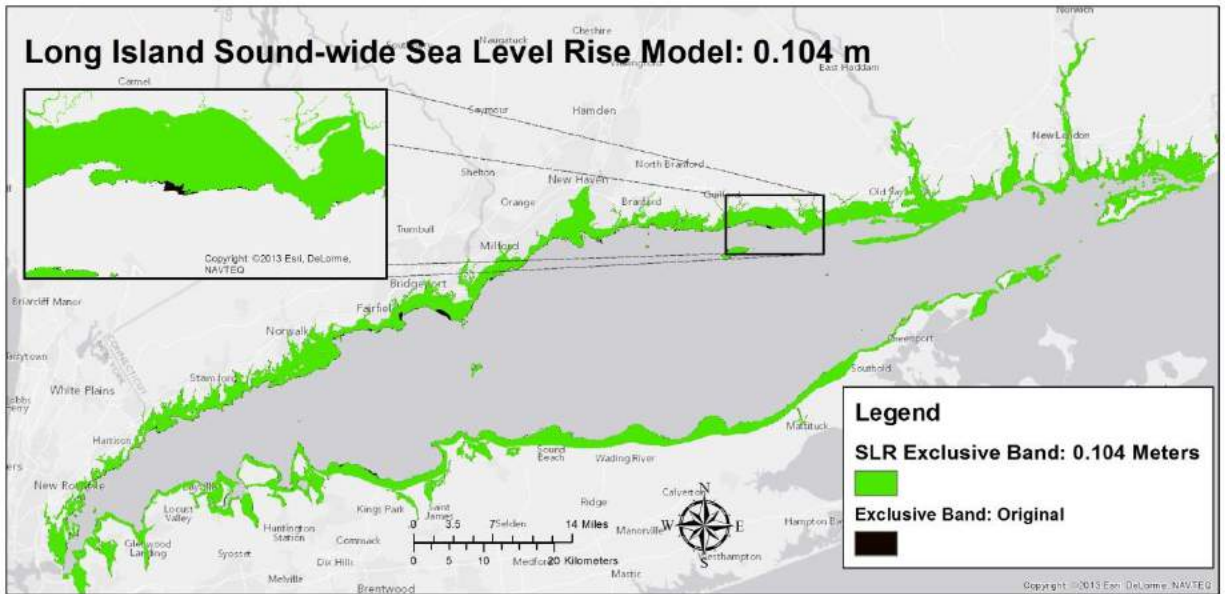 Long Island Sound-wide Sea Level Rise Model: 0.104 m
Norwich
Cheshire
Naugatuck
East Haddam
Carmel
Seymour
Hamden
New London
North Branford
Shelton
New Haven
Guilford
Orange
Branford
Trumbull
Milford
Copyright: ©2013 Esri, DeLorme,
NAVTEQ
Bridgeport
Briarcliff Manor
Fairfiel
Norwalk
CONNECTICUT
NEW YORK
Greenport
Stamford
White Plains
Southold
Legend
SLR Exclusive Band: 0.104 Meters
Exclusive Band: Original
Mattituck
Harrison
Sound
Beach
Wading River
New Rochelle
Locust
Valley
Kings Park
Saint
James
Ridge
Calverton
N
W
E
S
0 3.5 7 14 Miles
Selden
Manorville
Hampton Ba
Glenwood
Landing
Huntington
Station
Syosset
Commack
0 5 10 20 Kilometers
Westhampton
Dix Hills
Medford
Melville
Mastic
Brentwood
Copyright: ©2013 Esri, DeLorme, NAVTEQ